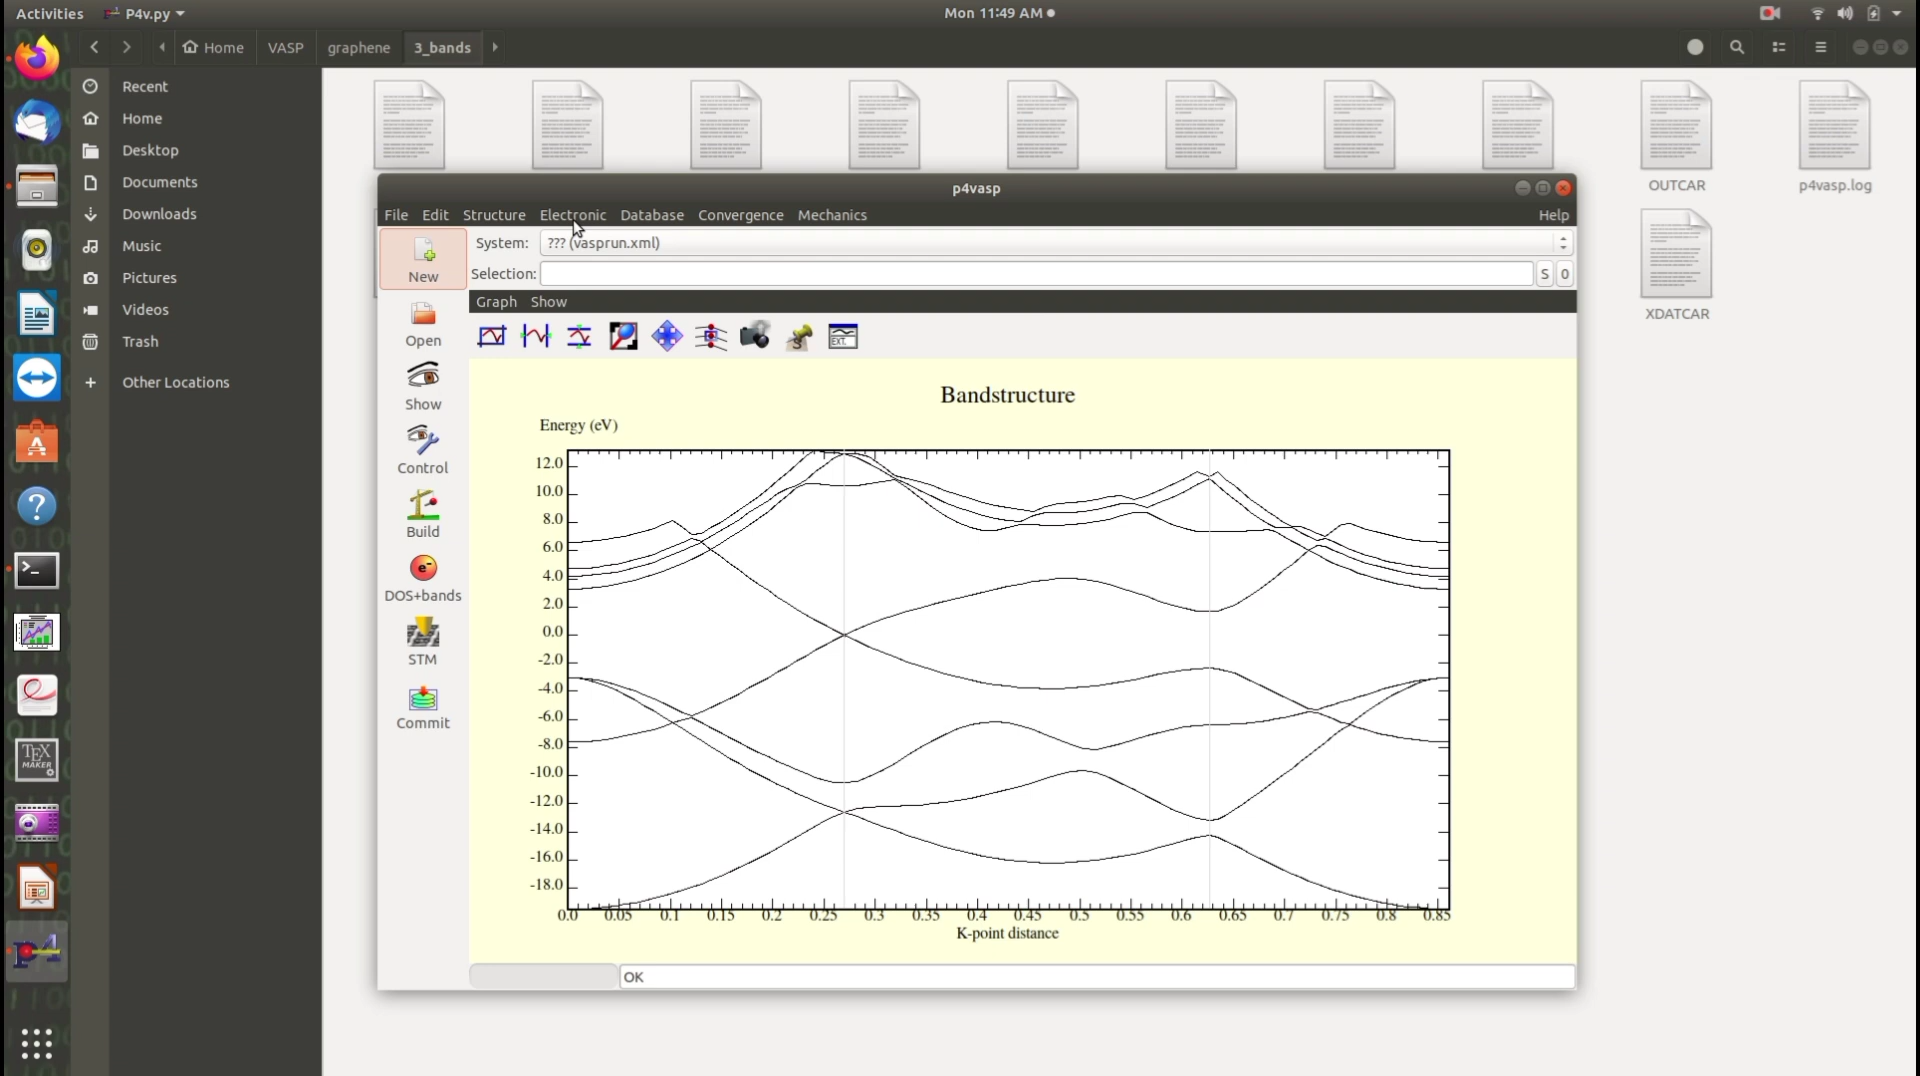 Activities P4v.py Mon 11:49 AM
Home VASP graphene 3_bands
Recent
Home
Desktop
Documents
Downloads
Music
Pictures
Videos
Trash
+ Other Locations
OUTCAR p4vasp.log
XDATCAR
p4vasp
File Edit Structure Electronic Database Convergence Mechanics Help
System: ??? (vasprun.xml)
Selection: S 0
Graph Show
EXT.
New
Open
Show
Control
Build
e-
DOS+bands
STM
Commit
Bandstructure
Energy (eV)
12.0
10.0
8.0
6.0
4.0
2.0
0.0
-2.0
-4.0
-6.0
-8.0
-10.0
-12.0
-14.0
-16.0
-18.0
0.0 0.05 0.1 0.15 0.2 0.25 0.3 0.35 0.4 0.45 0.5 0.55 0.6 0.65 0.7 0.75 0.8 0.85
K-point distance
OK
TEX
MAKER
P4